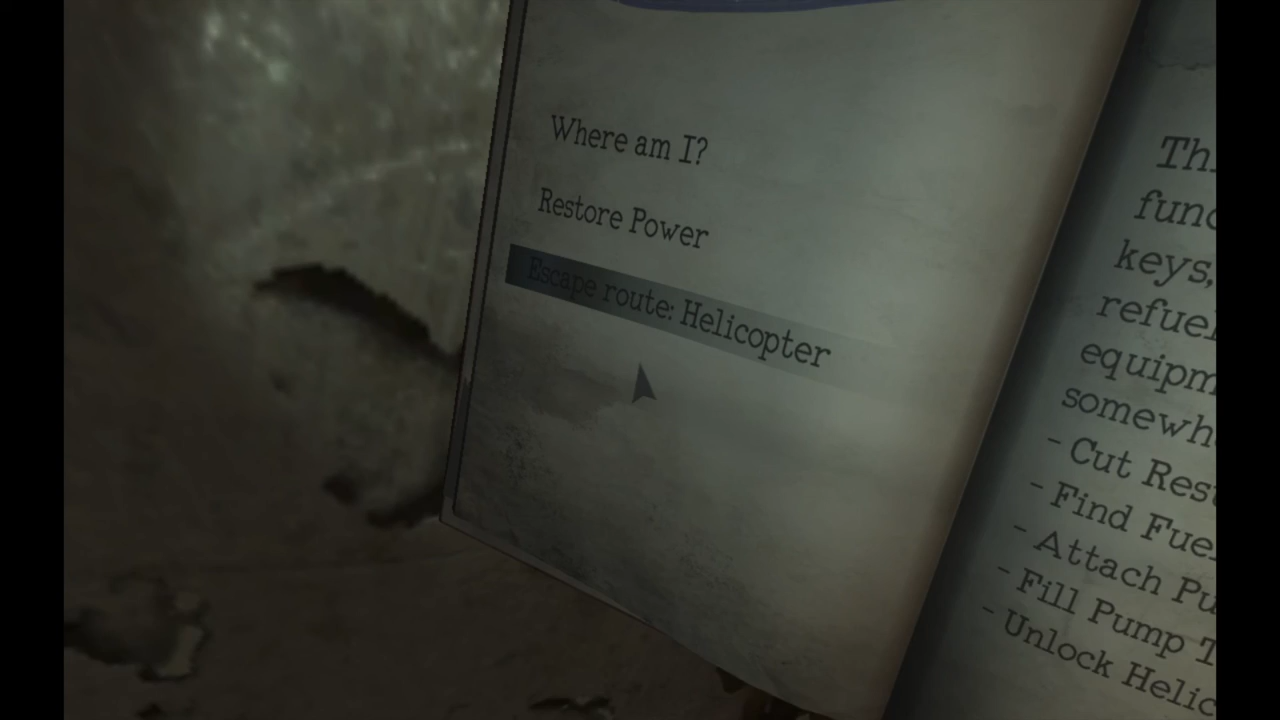 Where am I?
Restore Power
Escape route: Helicopter
Th
func
keys,
refuel
equipm
somewh
- Cut Rest
- Find Fue
- Attach Pu
- Fill Pump T
- Unlock Helic